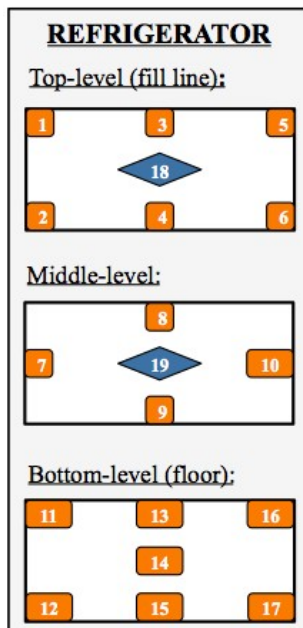 REFRIGERATOR
Top-level (fill line):
1 3 5
18
2 4 6
Middle-level:
8
7 19 10
9
Bottom-level (floor):
11 13 16
14
12 15 17